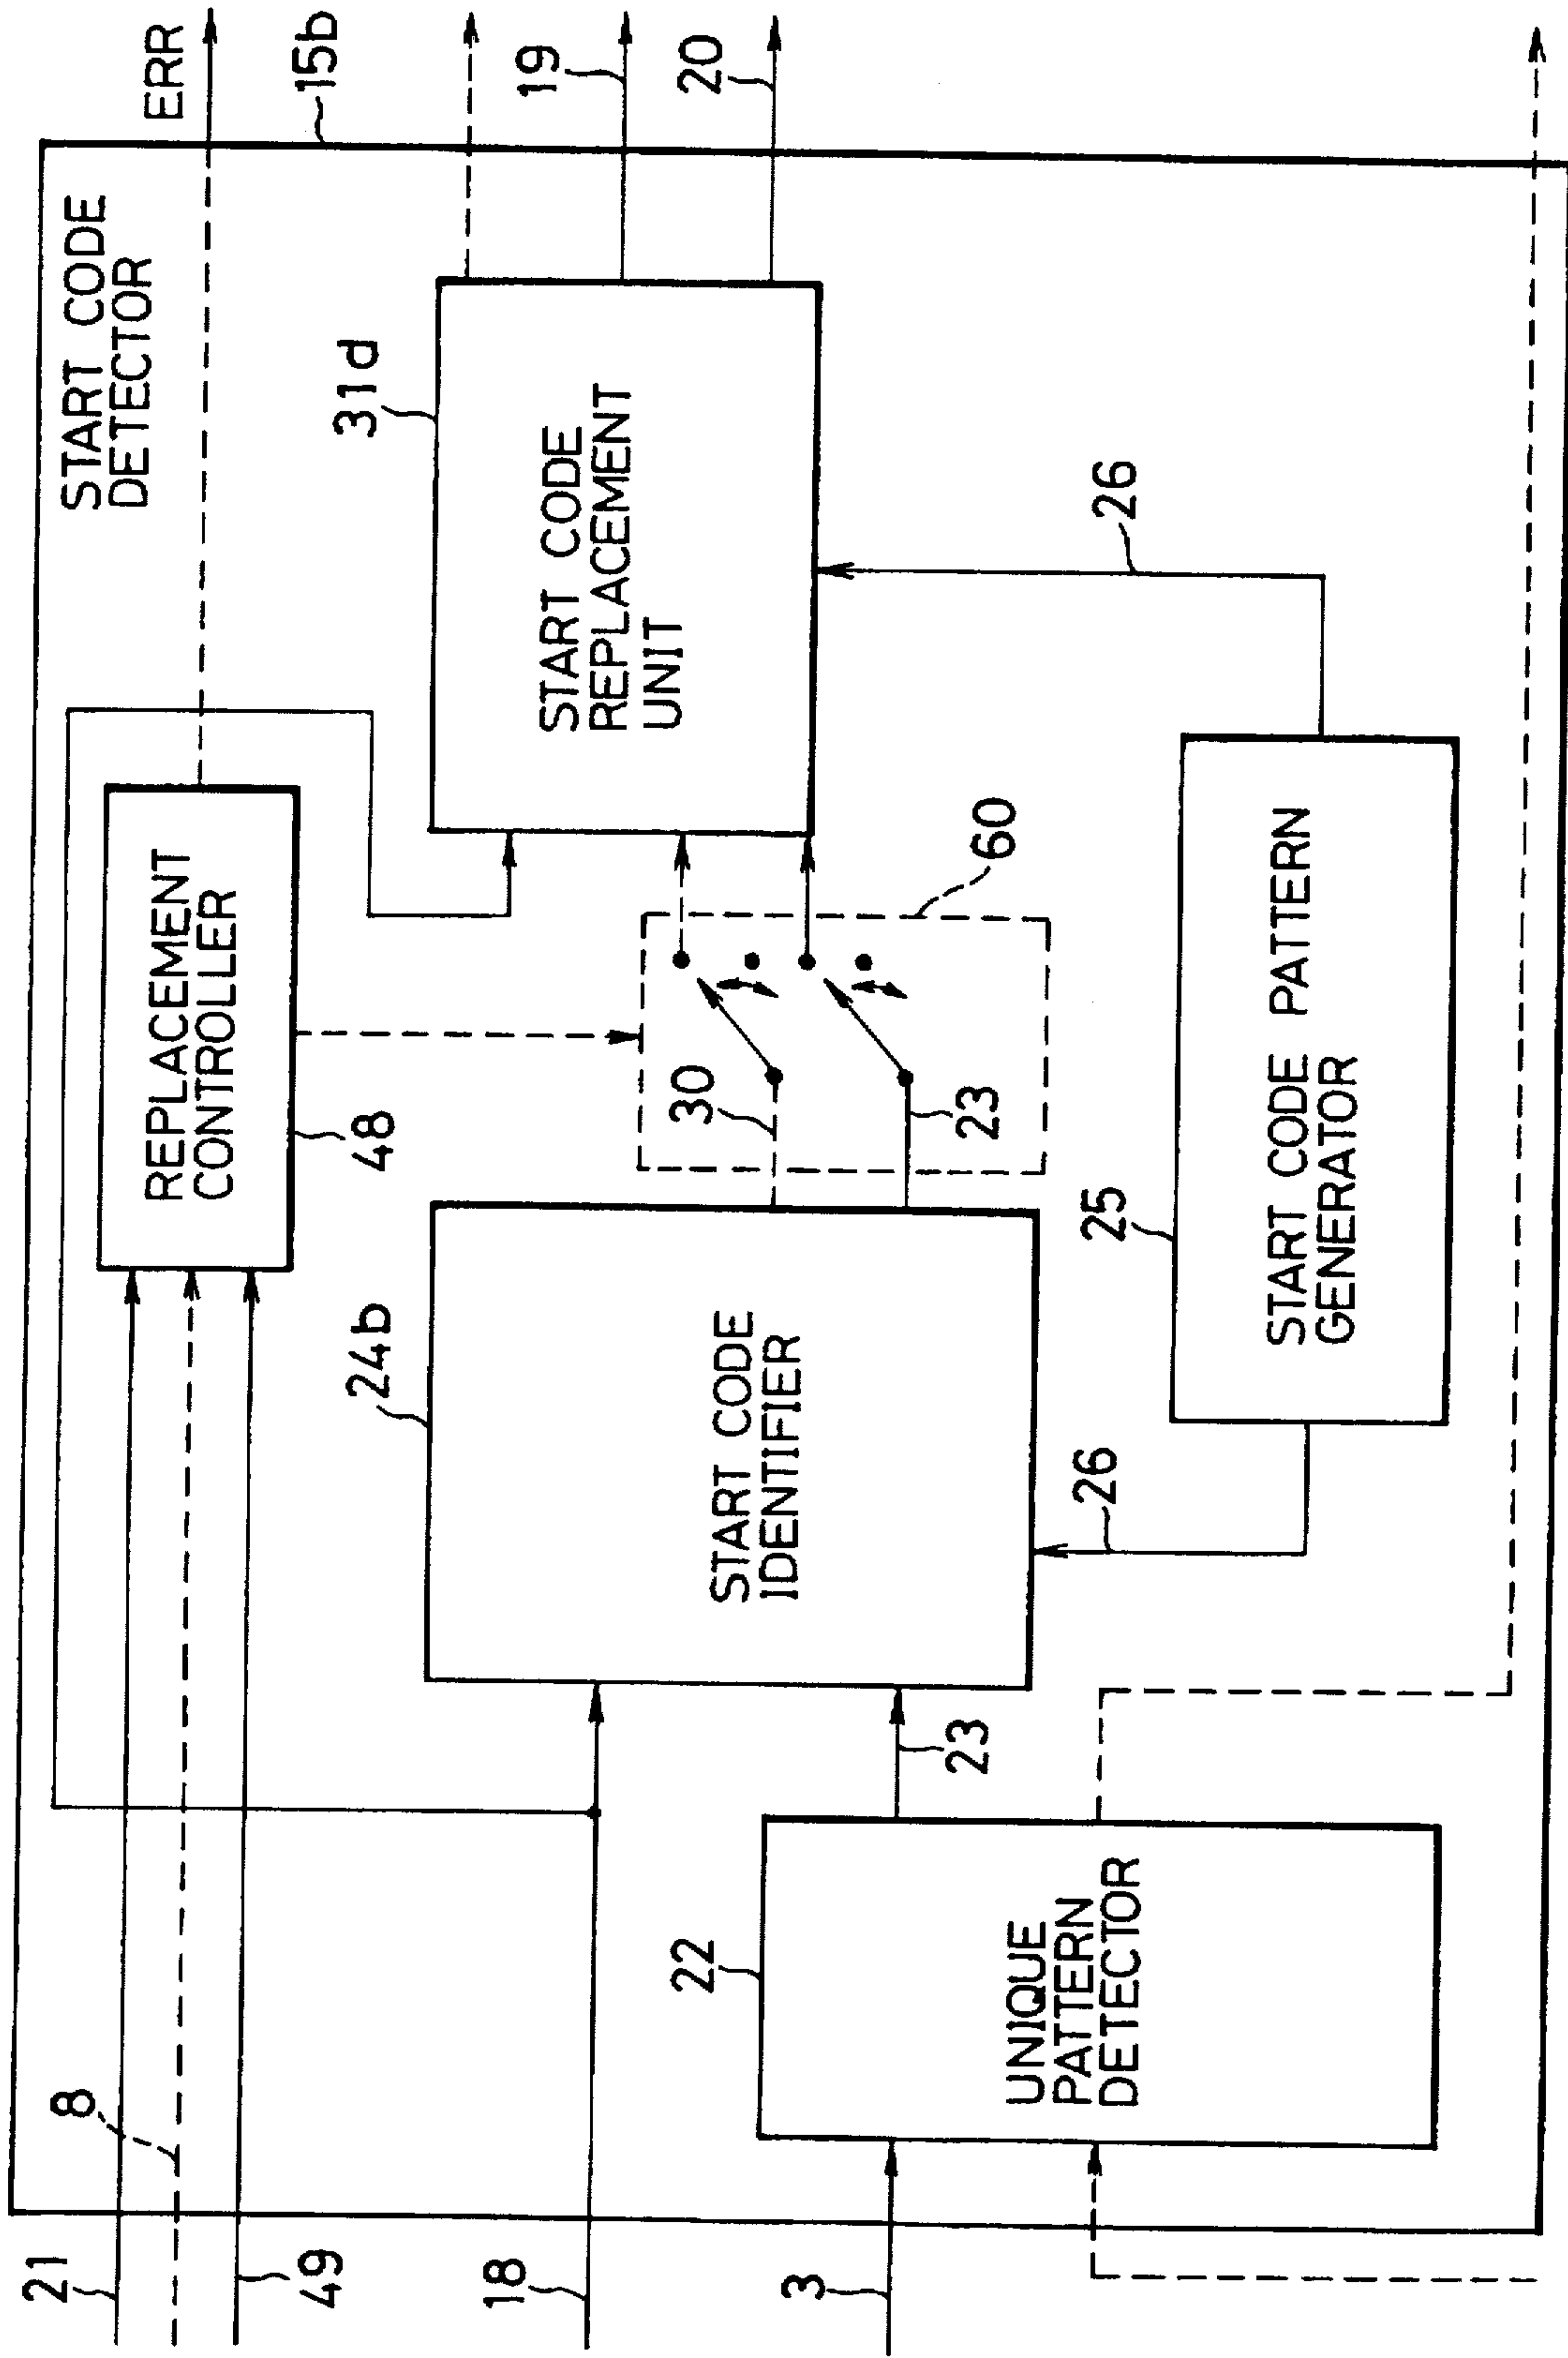 START CODE
DETECTOR
15b
ERR
19
20
21
8
49
REPLACEMENT
CONTROLLER
48
18
24b
START CODE
IDENTIFIER
30
23
60
31d
START CODE
REPLACEMENT
UNIT
3
22
UNIQUE
PATTERN
DETECTOR
23
26
25
START CODE PATTERN
GENERATOR
26